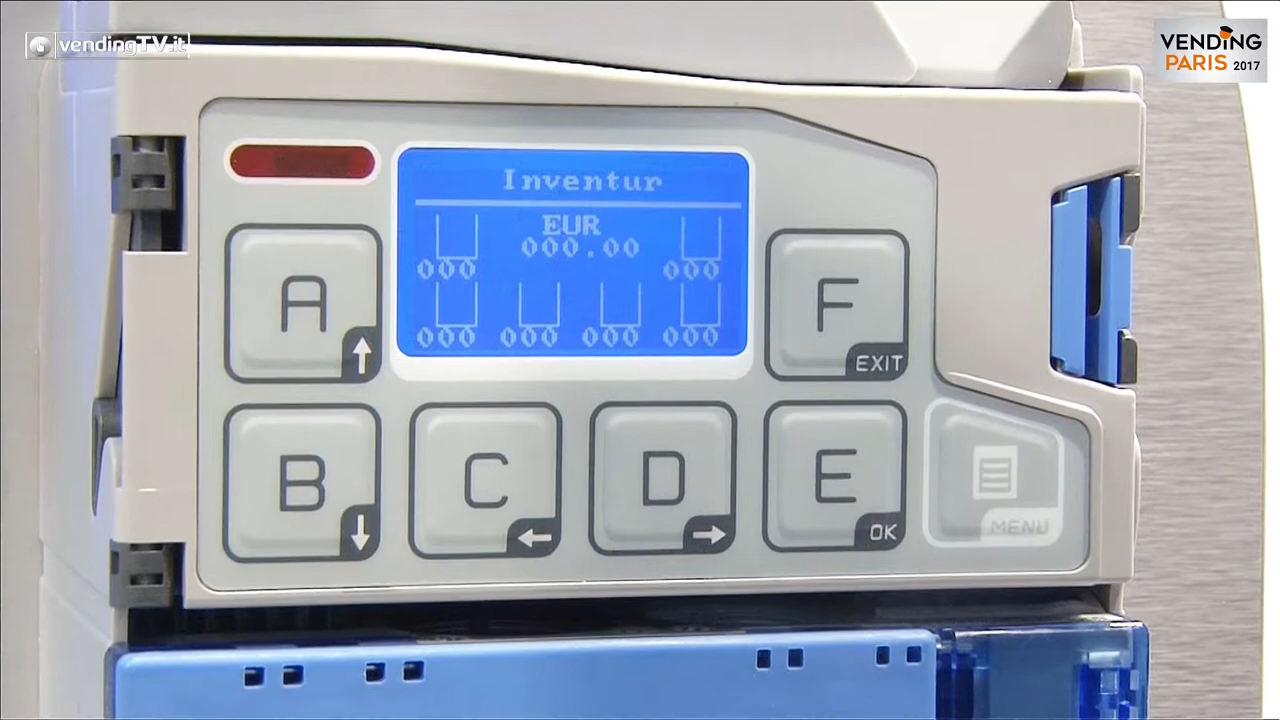 vendingTV.it
VENDING
PARIS 2017
Inventur
EUR
000.00
000 000
000 000 000 000
A
F
EXIT
B
C
D
E
OK
MENU